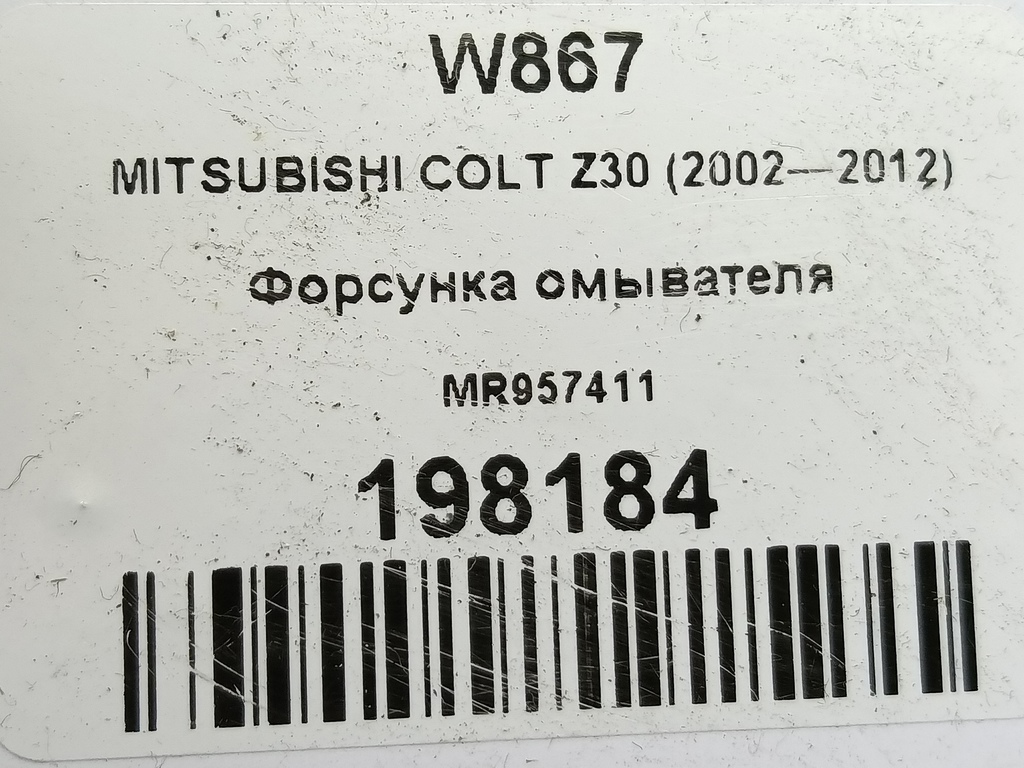 W867
MITSUBISHI COLT Z30 (2002—2012)
Форсунка омывателя
MR957411
198184